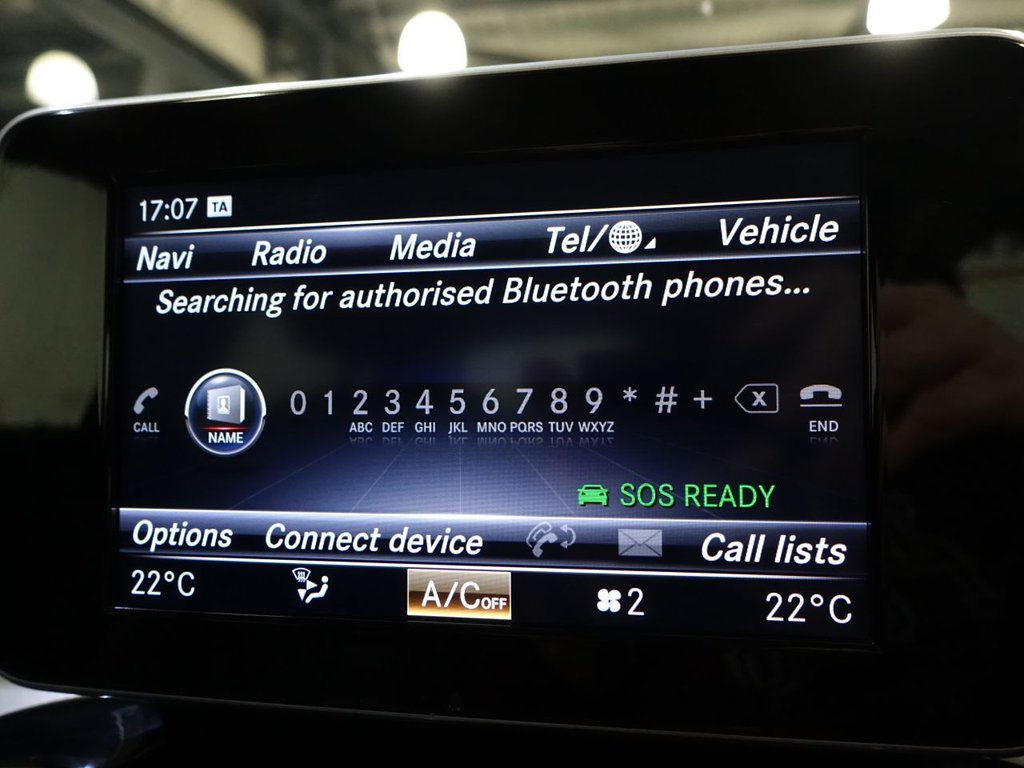 17:07 TA
Navi Radio Media Tel/ Vehicle
Searching for authorised Bluetooth phones...
0 1 2 3 4 5 6 7 8 9 * # + X
CALL NAME ABC DEF GHI JKL MNO PQRS TUV WXYZ END
SOS READY
Options Connect device Call lists
22°C A/C OFF 2 22°C